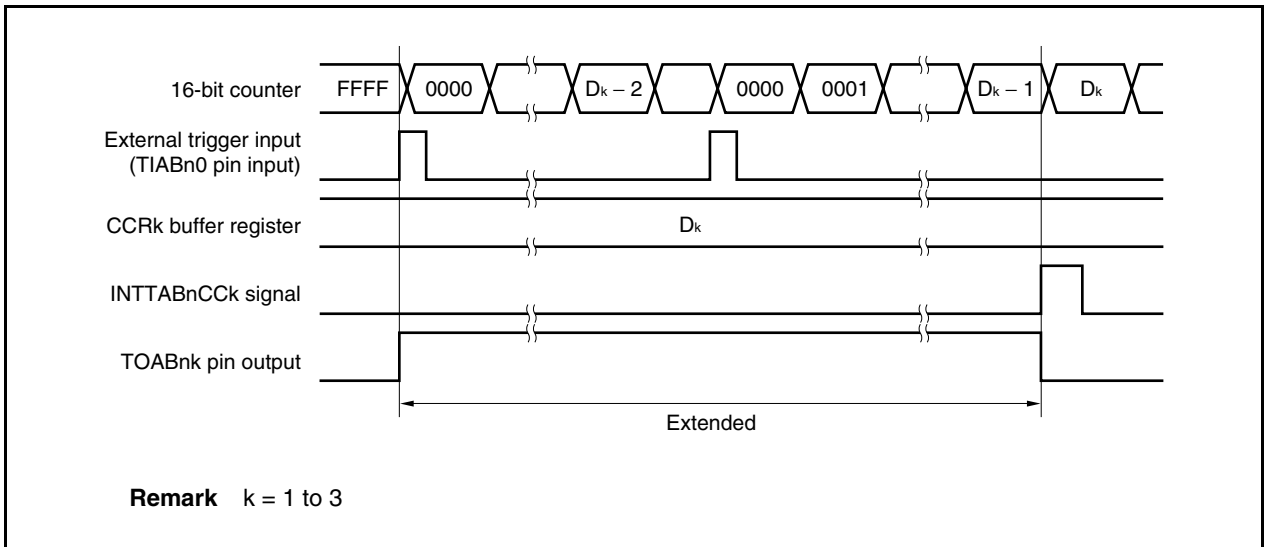 16-bit counter FFFF 0000 Dk – 2 0000 0001 Dk – 1 Dk
External trigger input
(TIABn0 pin input)
CCRk buffer register Dk
INTTABnCCk signal
TOABnk pin output
Extended
Remark k = 1 to 3